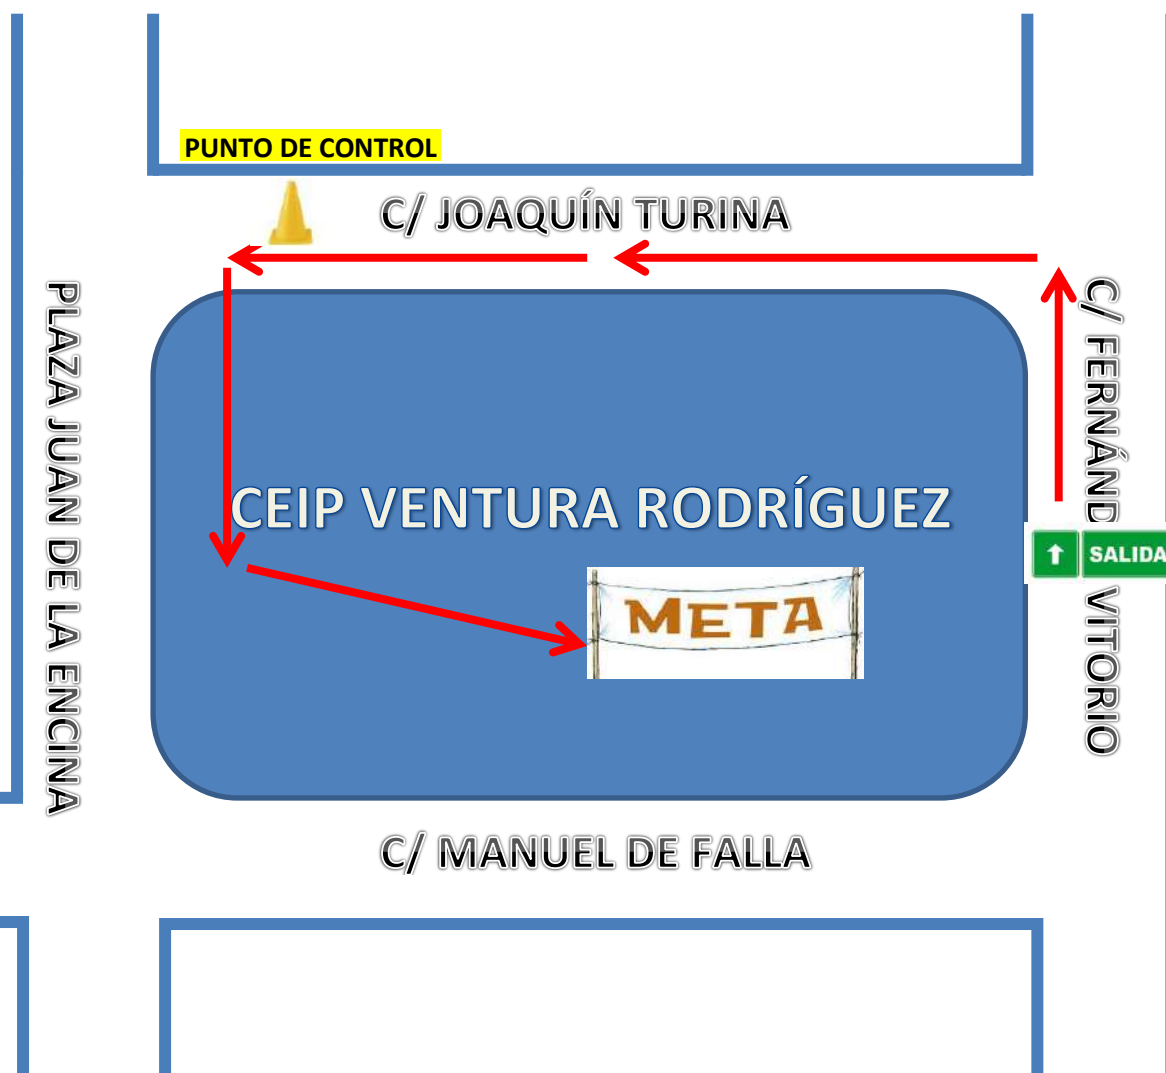 PUNTO DE CONTROL
C/ JOAQUÍN TURINA
PLAZA JUAN DE LA ENCINA
C/ FERNÁND VITORIO
CEIP VENTURA RODRÍGUEZ
SALIDA
META
C/ MANUEL DE FALLA